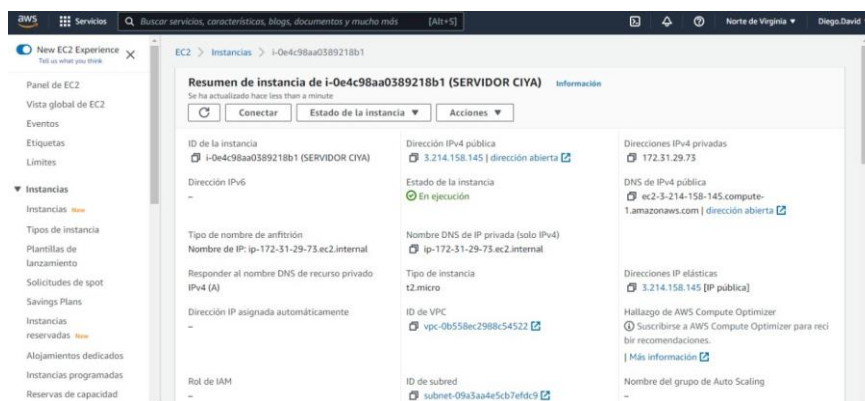 aws
Servicios
Buscar servicios, características, blogs, documentos y mucho más
[Alt+S]
Norte de Virginia ▼
Diego.David
New EC2 Experience
Tell us what you think
Panel de EC2
Vista global de EC2
Eventos
Etiquetas
Limites
▼ Instancias
Instancias New
Tipos de instancia
Plantillas de
lanzamiento
Solicitudes de spot
Savings Plans
Instancias
reservadas New
Alojamientos dedicados
Instancias programadas
Reservas de capacidad
EC2 > Instancias > i-0e4c98aa0389218b1
Resumen de instancia de i-0e4c98aa0389218b1 (SERVIDOR CIYA) Información
Se ha actualizado hace less than a minute
Conectar
Estado de la instancia ▼
Acciones ▼
ID de la instancia
i-0e4c98aa0389218b1 (SERVIDOR CIYA)
Dirección IPv4 pública
3.214.158.145 | dirección abierta
Direcciones IPv4 privadas
172.31.29.73
Dirección IPv6
–
Estado de la instancia
En ejecución
DNS de IPv4 pública
ec2-3-214-158-145.compute-
1.amazonaws.com | dirección abierta
Tipo de nombre de anfitrión
Nombre de IP: ip-172-31-29-73.ec2.internal
Nombre DNS de IP privada (solo IPv4)
ip-172-31-29-73.ec2.internal
Responder al nombre DNS de recurso privado
IPv4 (A)
Tipo de instancia
t2.micro
Direcciones IP elásticas
3.214.158.145 [IP pública]
Dirección IP asignada automáticamente
–
ID de VPC
vpc-0b558ec2988c54522
Hallazgo de AWS Compute Optimizer
Suscribirse a AWS Compute Optimizer para reci
bir recomendaciones.
| Más información
Rol de IAM
–
ID de subred
subnet-09a3aa4e5cb7efdc9
Nombre del grupo de Auto Scaling
–